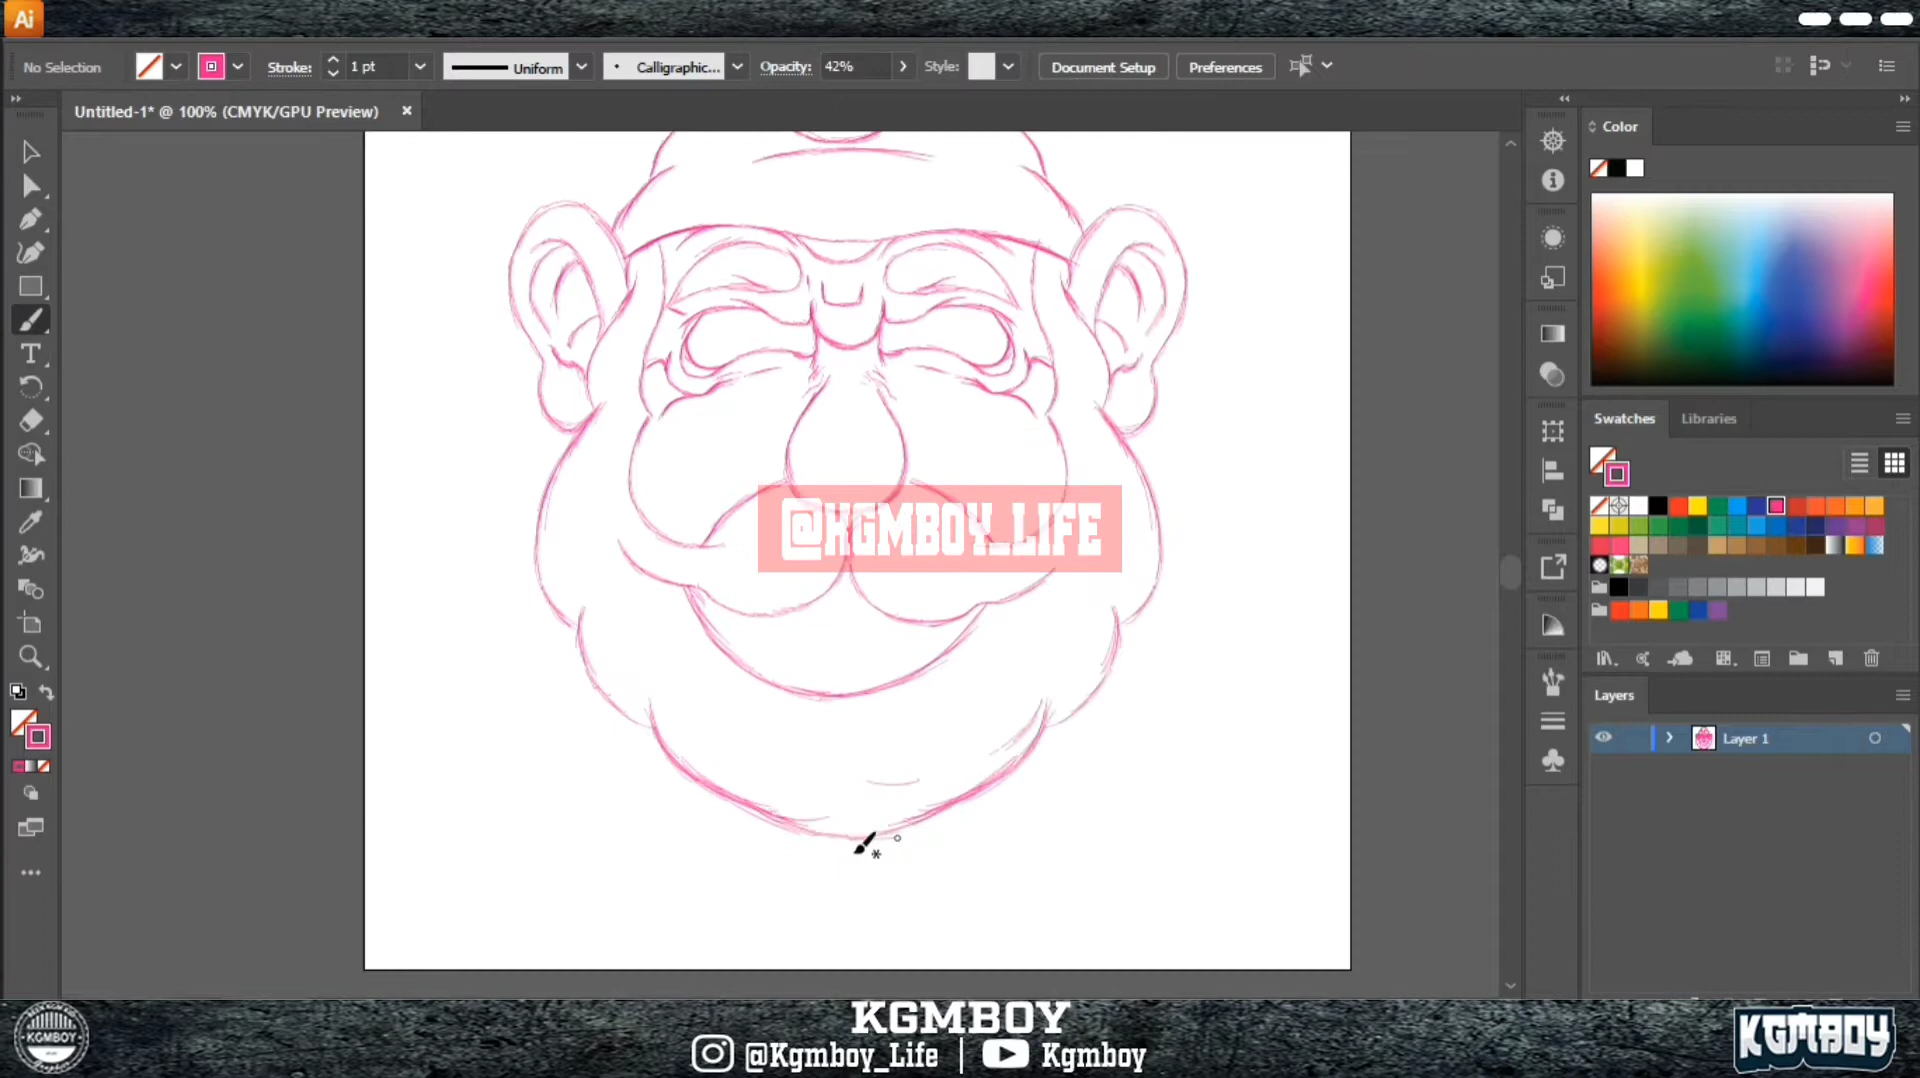 Ai
No Selection
Stroke:
1 pt
Uniform
Calligraphic...
Opacity:
42%
Style:
Document Setup
Preferences
Untitled-1* @ 100% (CMYK/GPU Preview)
Color
Swatches
Libraries
@KGMBOY_LIFE
Layers
Layer 1
KGMBOY
@Kgmboy_Life | Kgmboy
KGMBOY
KGMBOY